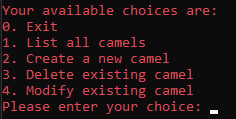 Your available choices are:
0. Exit
1. List all camels
2. Create a new camel
3. Delete existing camel
4. Modify existing camel
Please enter your choice: